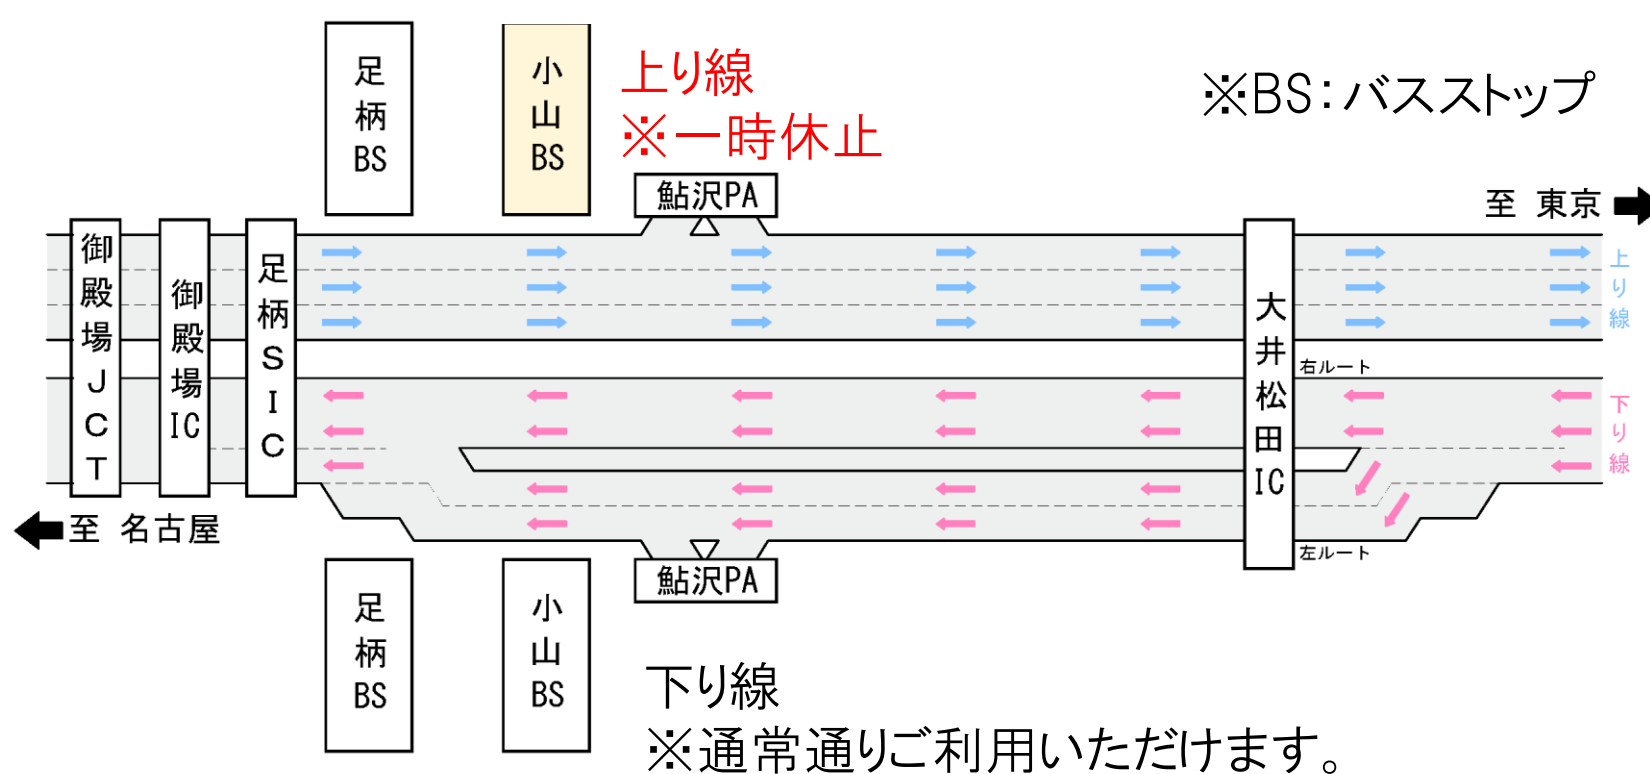 足柄BS
小山BS
上り線
※一時休止
※BS：バスストップ
鮎沢PA
至 東京
御殿場JCT
御殿場IC
足柄SIC
大井松田IC
上り線
右ルート
下り線
左ルート
至 名古屋
鮎沢PA
足柄BS
小山BS
下り線
※通常通りご利用いただけます。